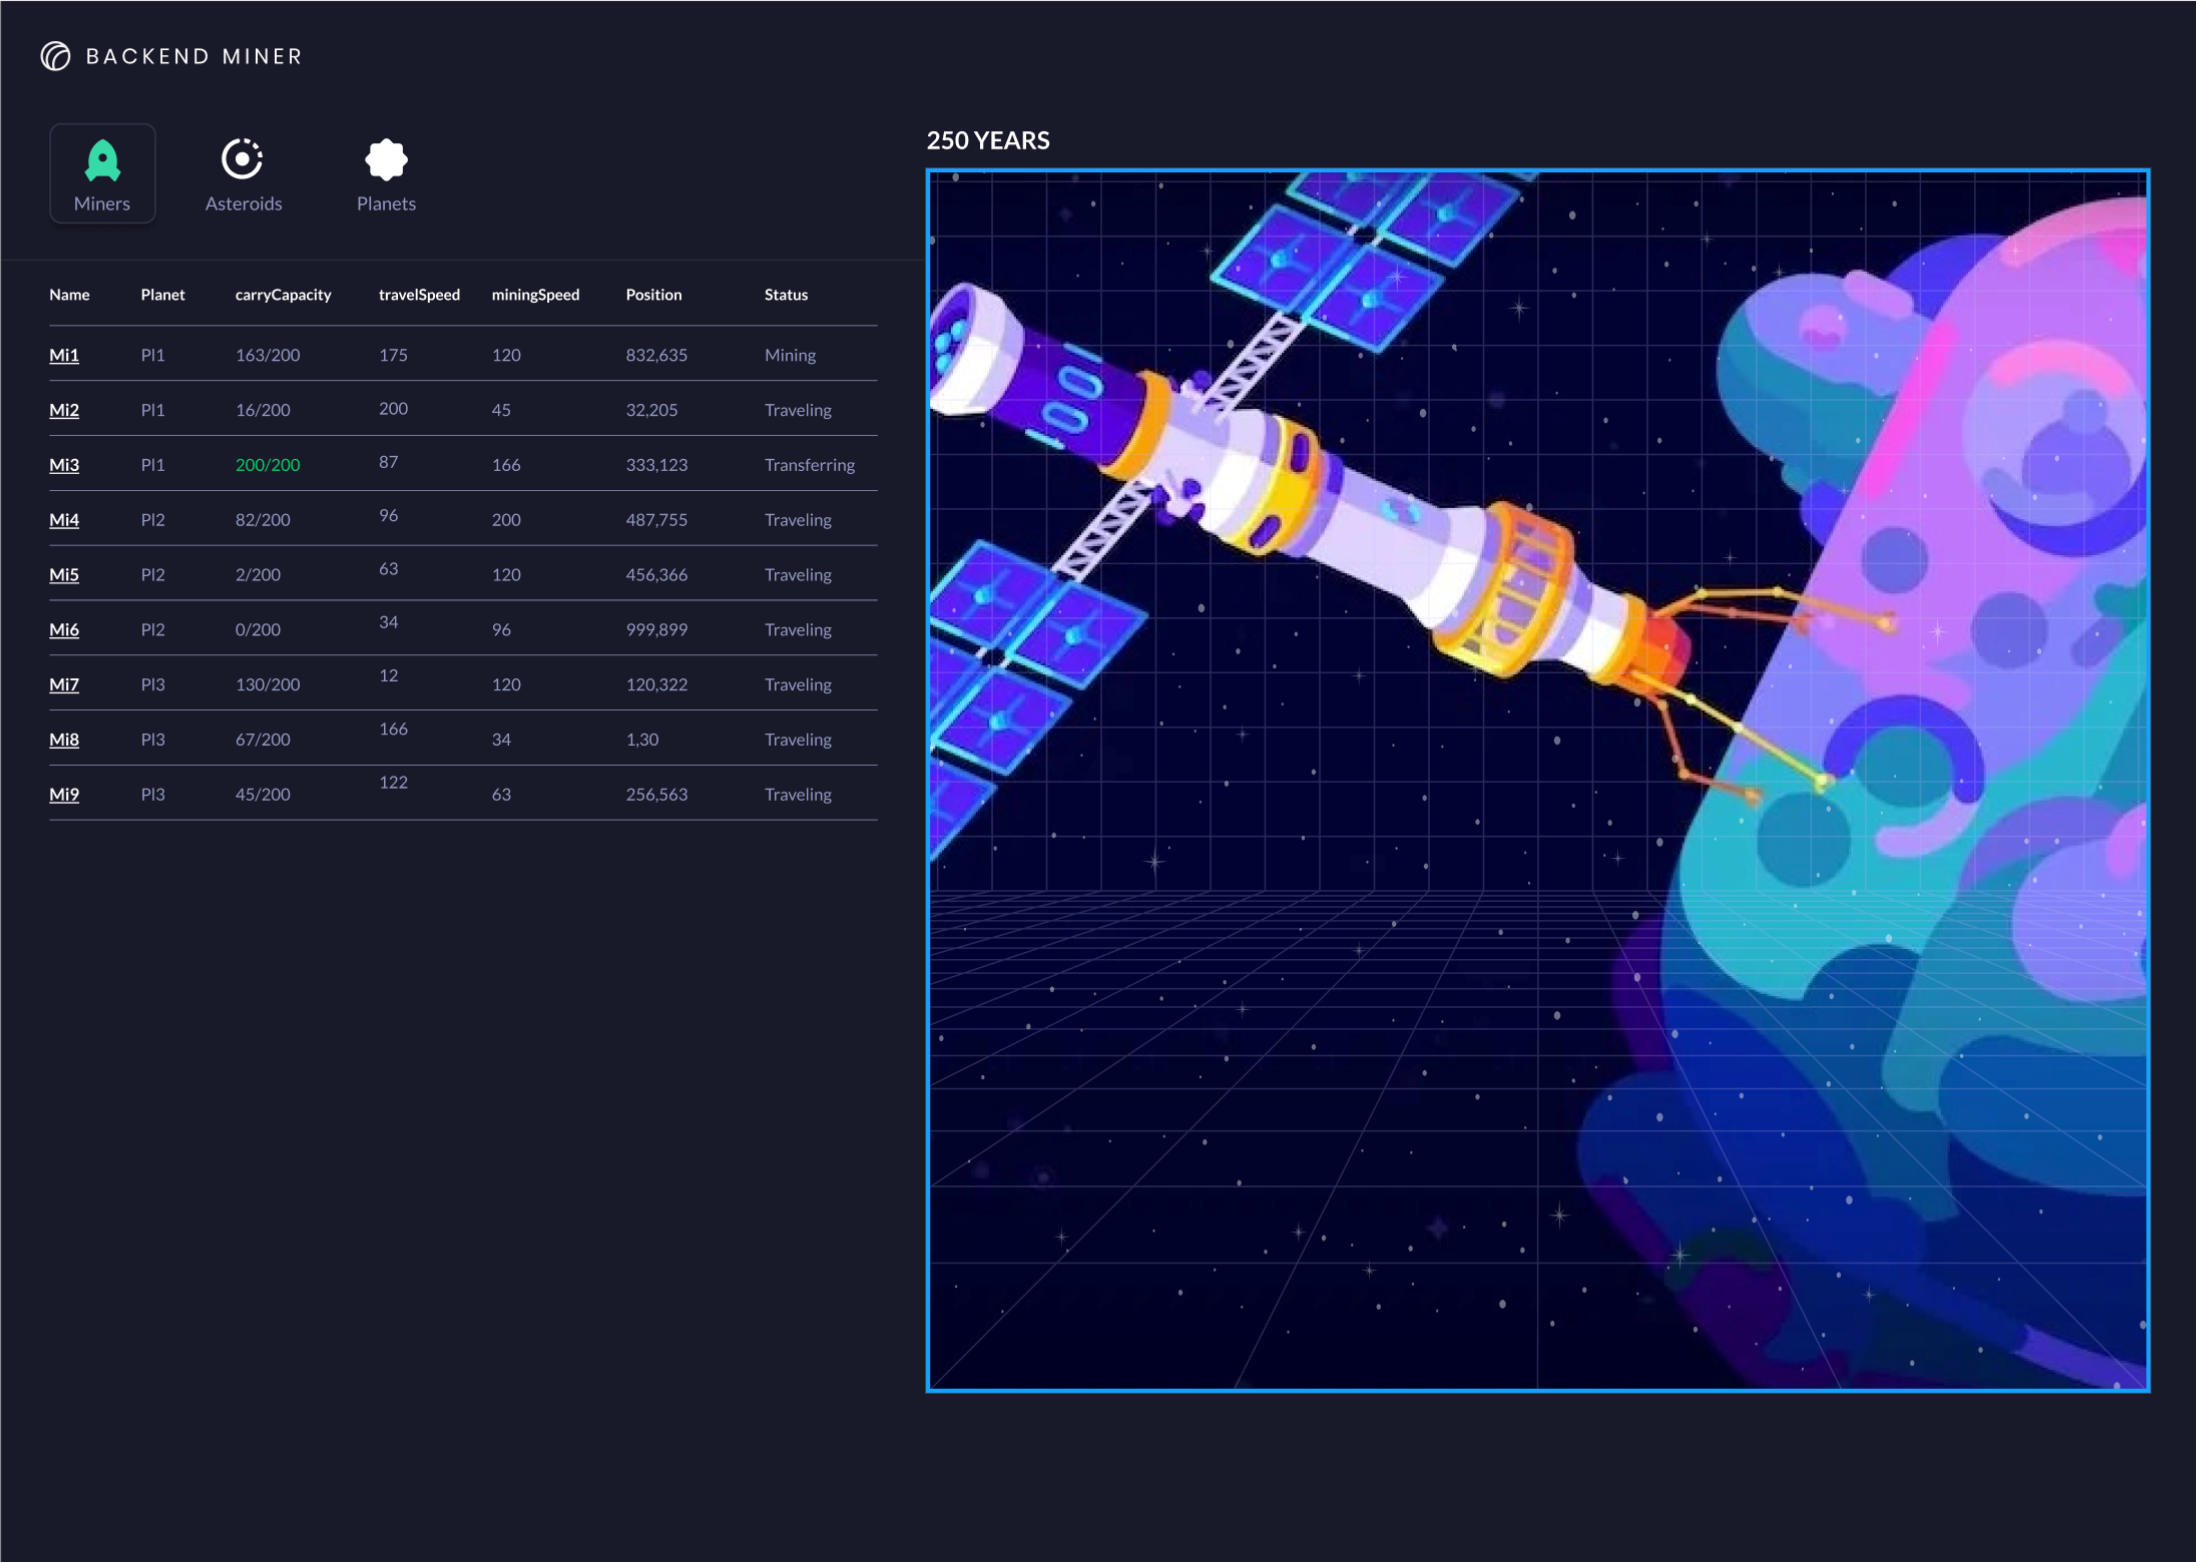 BACKEND MINER
Miners Asteroids Planets
250 YEARS
Name Planet carryCapacity travelSpeed miningSpeed Position Status
Mi1 Pl1 163/200 175 120 832,635 Mining
Mi2 Pl1 16/200 200 45 32,205 Traveling
Mi3 Pl1 200/200 87 166 333,123 Transferring
Mi4 Pl2 82/200 96 200 487,755 Traveling
Mi5 Pl2 2/200 63 120 456,366 Traveling
Mi6 Pl2 0/200 34 96 999,899 Traveling
Mi7 Pl3 130/200 12 120 120,322 Traveling
Mi8 Pl3 67/200 166 34 1,30 Traveling
Mi9 Pl3 45/200 122 63 256,563 Traveling